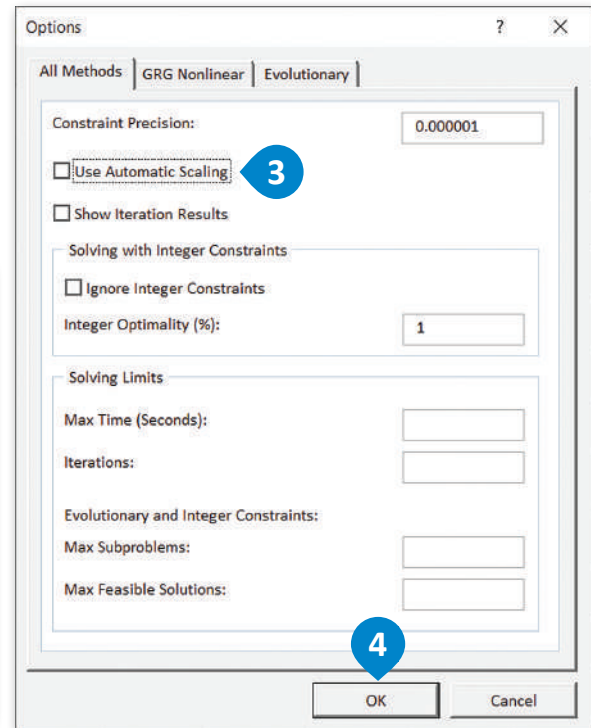 Options ? ×
All Methods GRG Nonlinear Evolutionary
Constraint Precision: 0.000001
Use Automatic Scaling 3
Show Iteration Results
Solving with Integer Constraints
Ignore Integer Constraints
Integer Optimality (%): 1
Solving Limits
Max Time (Seconds):
Iterations:
Evolutionary and Integer Constraints:
Max Subproblems:
Max Feasible Solutions:
4
OK Cancel